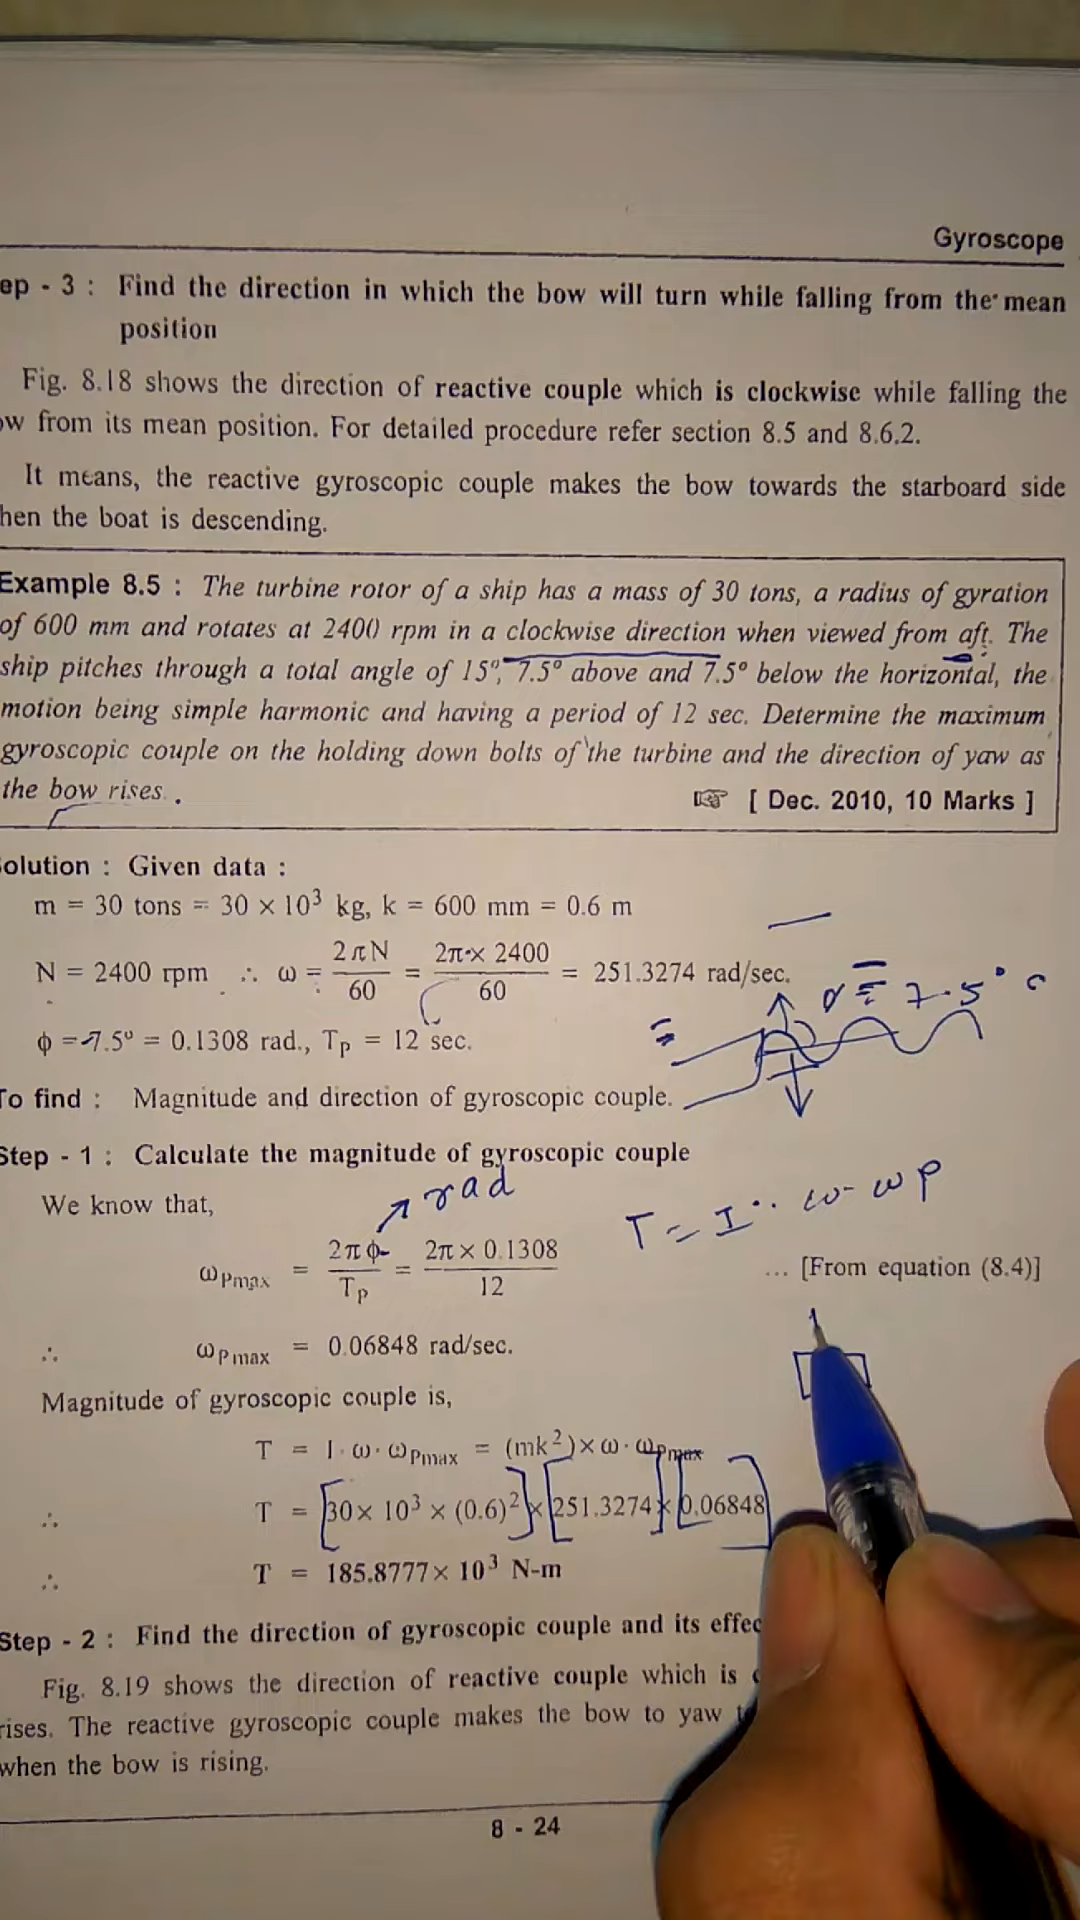 Gyroscope
ep - 3 : Find the direction in which the bow will turn while falling from the mean
position
Fig. 8.18 shows the direction of reactive couple which is clockwise while falling the
ow from its mean position. For detailed procedure refer section 8.5 and 8.6.2.
It means, the reactive gyroscopic couple makes the bow towards the starboard side
hen the boat is descending.
Example 8.5 : The turbine rotor of a ship has a mass of 30 tons, a radius of gyration
of 600 mm and rotates at 2400 rpm in a clockwise direction when viewed from aft. The
ship pitches through a total angle of 15º, 7.5º above and 7.5º below the horizontal, the
motion being simple harmonic and having a period of 12 sec. Determine the maximum
gyroscopic couple on the holding down bolts of the turbine and the direction of yaw as
the bow rises.
☞ [ Dec. 2010, 10 Marks ]
olution : Given data :
m = 30 tons = 30 × 10³ kg, k = 600 mm = 0.6 m
N = 2400 rpm ∴ ω = 2πN/60 = 2π × 2400/60 = 251.3274 rad/sec.
7.5°
ϕ = 7.5º = 0.1308 rad., Tp = 12 sec.
To find : Magnitude and direction of gyroscopic couple.
Step - 1 : Calculate the magnitude of gyroscopic couple
rad
We know that,
T = I ω ωp
ωPmax = 2π ϕ/Tp = 2π × 0.1308/12 ... [From equation (8.4)]
∴ ωPmax = 0.06848 rad/sec.
Magnitude of gyroscopic couple is,
T = I · ω · ωPmax = (mk²) × ω · ωPmax
∴ T = [30 × 10³ × (0.6)²] × [251.3274] × [0.06848]
∴ T = 185.8777 × 10³ N-m
Step - 2 : Find the direction of gyroscopic couple and its effec
Fig. 8.19 shows the direction of reactive couple which is
rises. The reactive gyroscopic couple makes the bow to yaw
when the bow is rising.
8 - 24